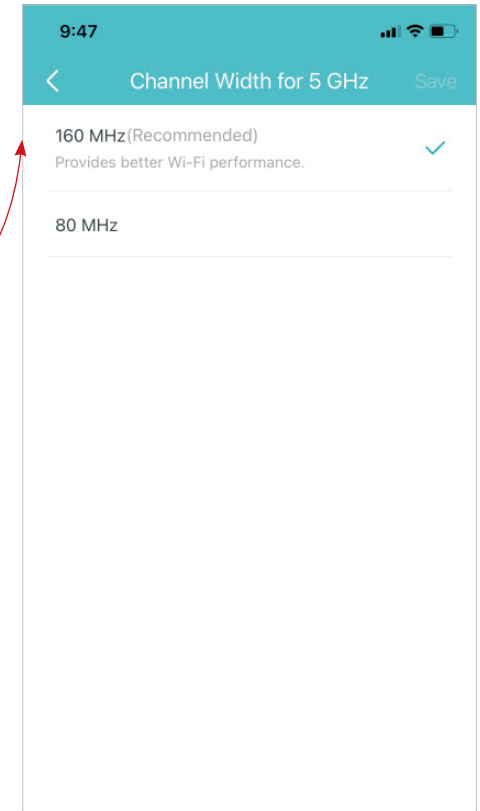 9:47
Channel Width for 5 GHz Save
160 MHz(Recommended)
Provides better Wi-Fi performance.
80 MHz